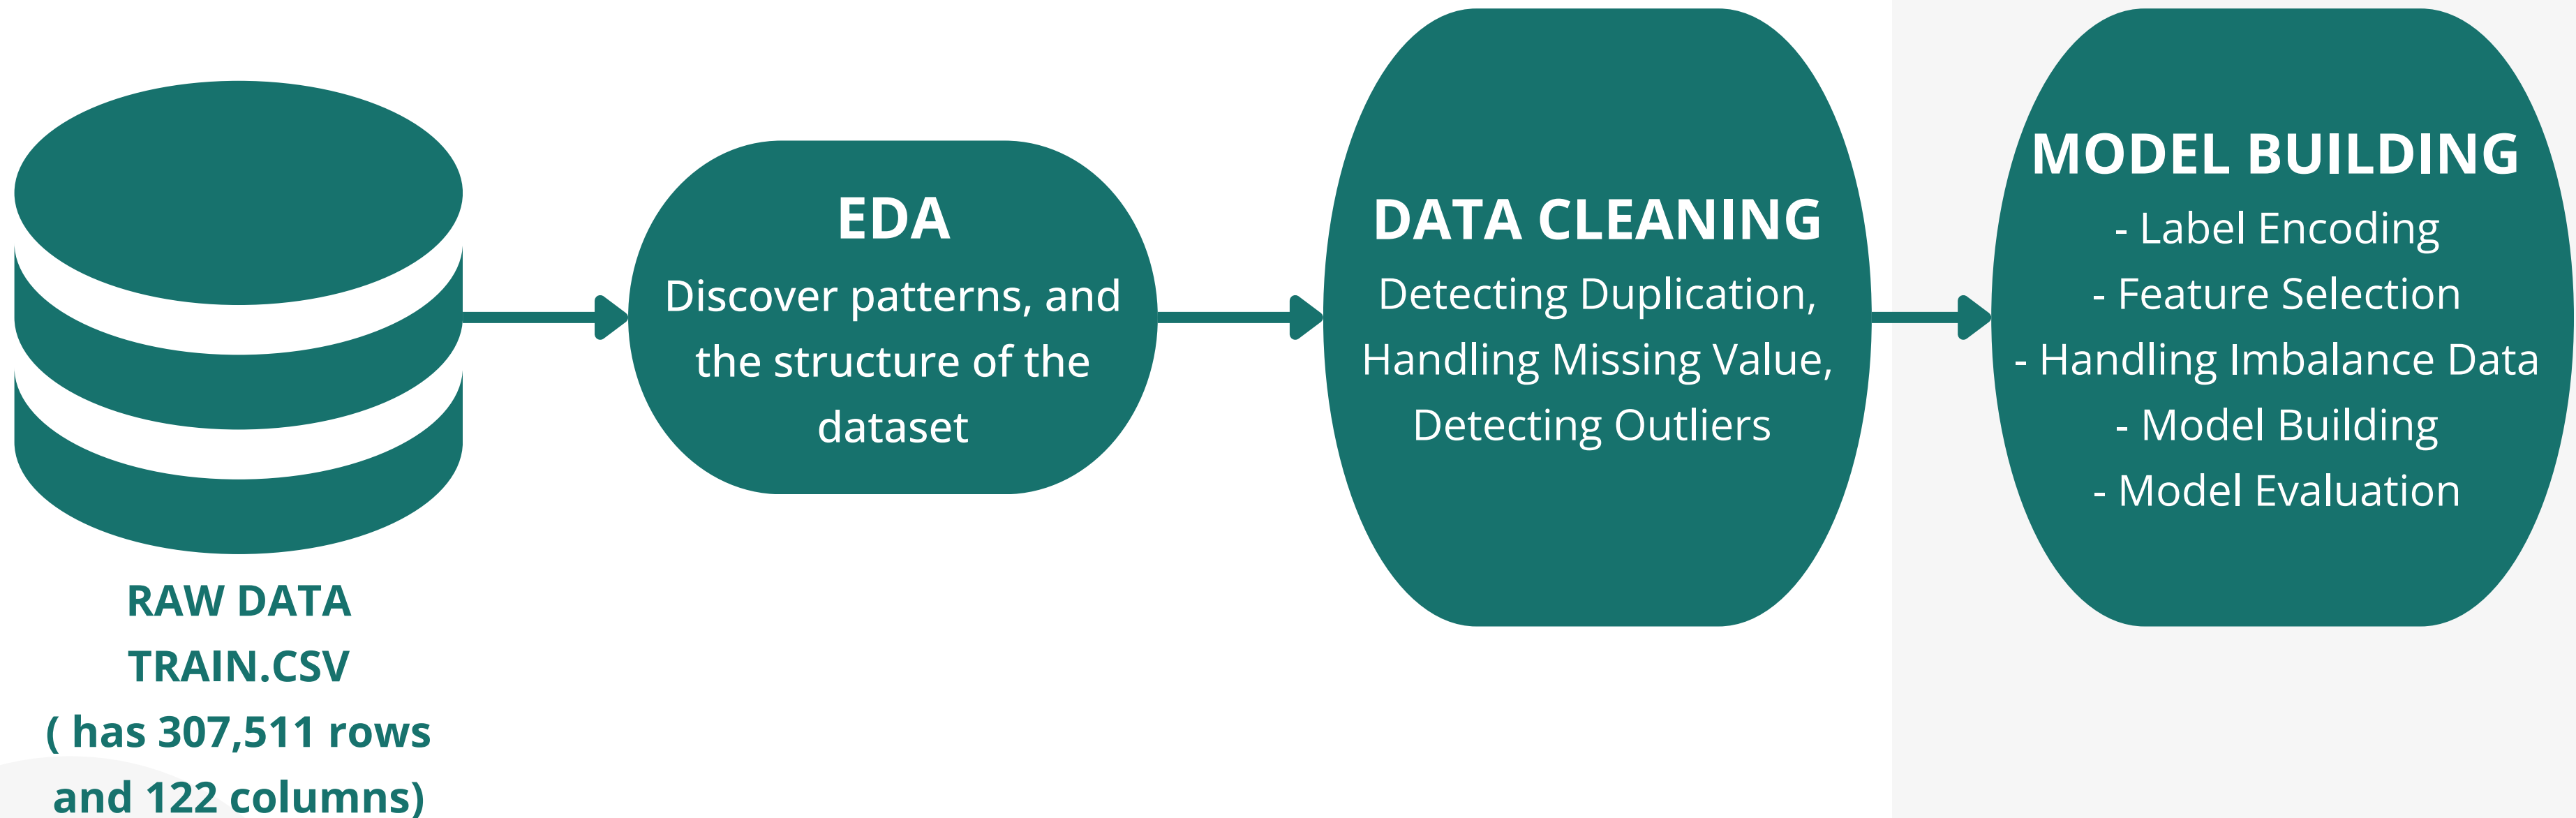 RAW DATA
TRAIN.CSV
( has 307,511 rows
and 122 columns)
EDA
Discover patterns, and
the structure of the
dataset
DATA CLEANING
Detecting Duplication,
Handling Missing Value,
Detecting Outliers
MODEL BUILDING
- Label Encoding
- Feature Selection
- Handling Imbalance Data
- Model Building
- Model Evaluation